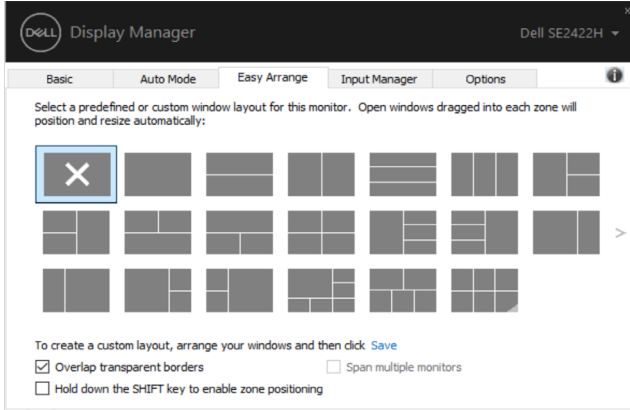 DELL Display Manager
Dell SE2422H
Basic Auto Mode Easy Arrange Input Manager Options
Select a predefined or custom window layout for this monitor. Open windows dragged into each zone will
position and resize automatically:
To create a custom layout, arrange your windows and then click Save
Overlap transparent borders
Span multiple monitors
Hold down the SHIFT key to enable zone positioning